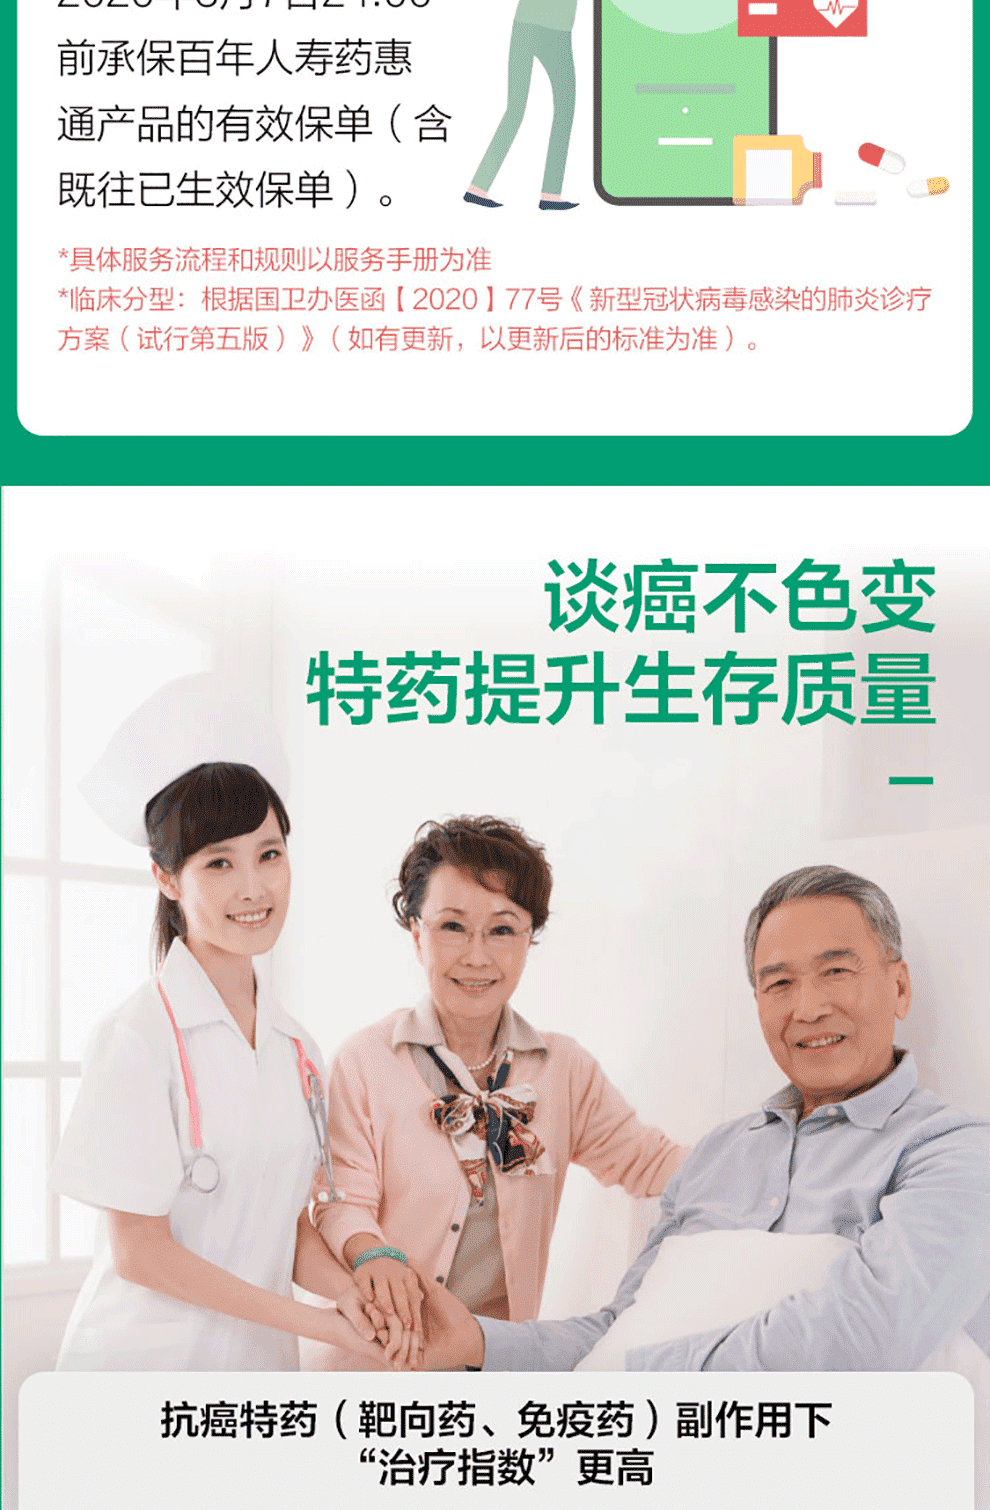 前承保百年人寿药惠
通产品的有效保单（含
既往已生效保单）。
*具体服务流程和规则以服务手册为准
*临床分型：根据国卫办医函【2020】77号《新型冠状病毒感染的肺炎诊疗
方案（试行第五版）》（如有更新，以更新后的标准为准）。
谈癌不色变
特药提升生存质量
抗癌特药（靶向药、免疫药）副作用下
“治疗指数”更高